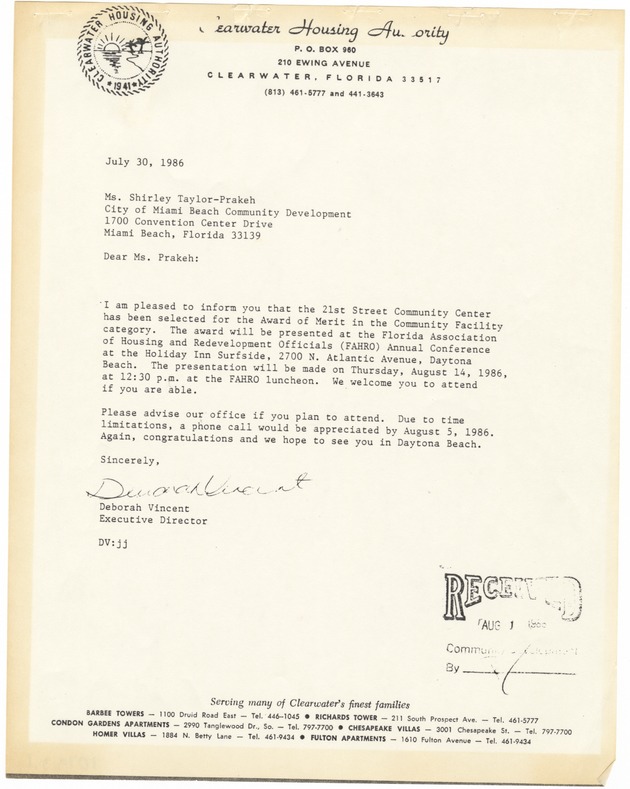 CLEARWATER HOUSING AUTHORITY
1941
Clearwater Housing Authority
P. O. BOX 960
210 EWING AVENUE
CLEARWATER, FLORIDA 33517
(813) 461-5777 and 441-3643
July 30, 1986
Ms. Shirley Taylor-Prakeh
City of Miami Beach Community Development
1700 Convention Center Drive
Miami Beach, Florida 33139
Dear Ms. Prakeh:
I am pleased to inform you that the 21st Street Community Center
has been selected for the Award of Merit in the Community Facility
category. The award will be presented at the Florida Association
of Housing and Redevelopment Officials (FAHRO) Annual Conference
at the Holiday Inn Surfside, 2700 N. Atlantic Avenue, Daytona
Beach. The presentation will be made on Thursday, August 14, 1986,
at 12:30 p.m. at the FAHRO luncheon. We welcome you to attend
if you are able.
Please advise our office if you plan to attend. Due to time
limitations, a phone call would be appreciated by August 5, 1986.
Again, congratulations and we hope to see you in Daytona Beach.
Sincerely,
Deborah Vincent
Deborah Vincent
Executive Director
DV:jj
RECEIVED
AUG 1 1986
Community Development
By
Serving many of Clearwater's finest families
BARBEE TOWERS — 1100 Druid Road East — Tel. 446-1045 ● RICHARDS TOWER — 211 South Prospect Ave. — Tel. 461-5777
CONDON GARDENS APARTMENTS — 2990 Tanglewood Dr., So. — Tel. 797-7700 ● CHESAPEAKE VILLAS — 3001 Chesapeake St. — Tel. 797-7700
HOMER VILLAS — 1884 N. Betty Lane — Tel. 461-9434 ● FULTON APARTMENTS — 1610 Fulton Avenue — Tel. 461-9434